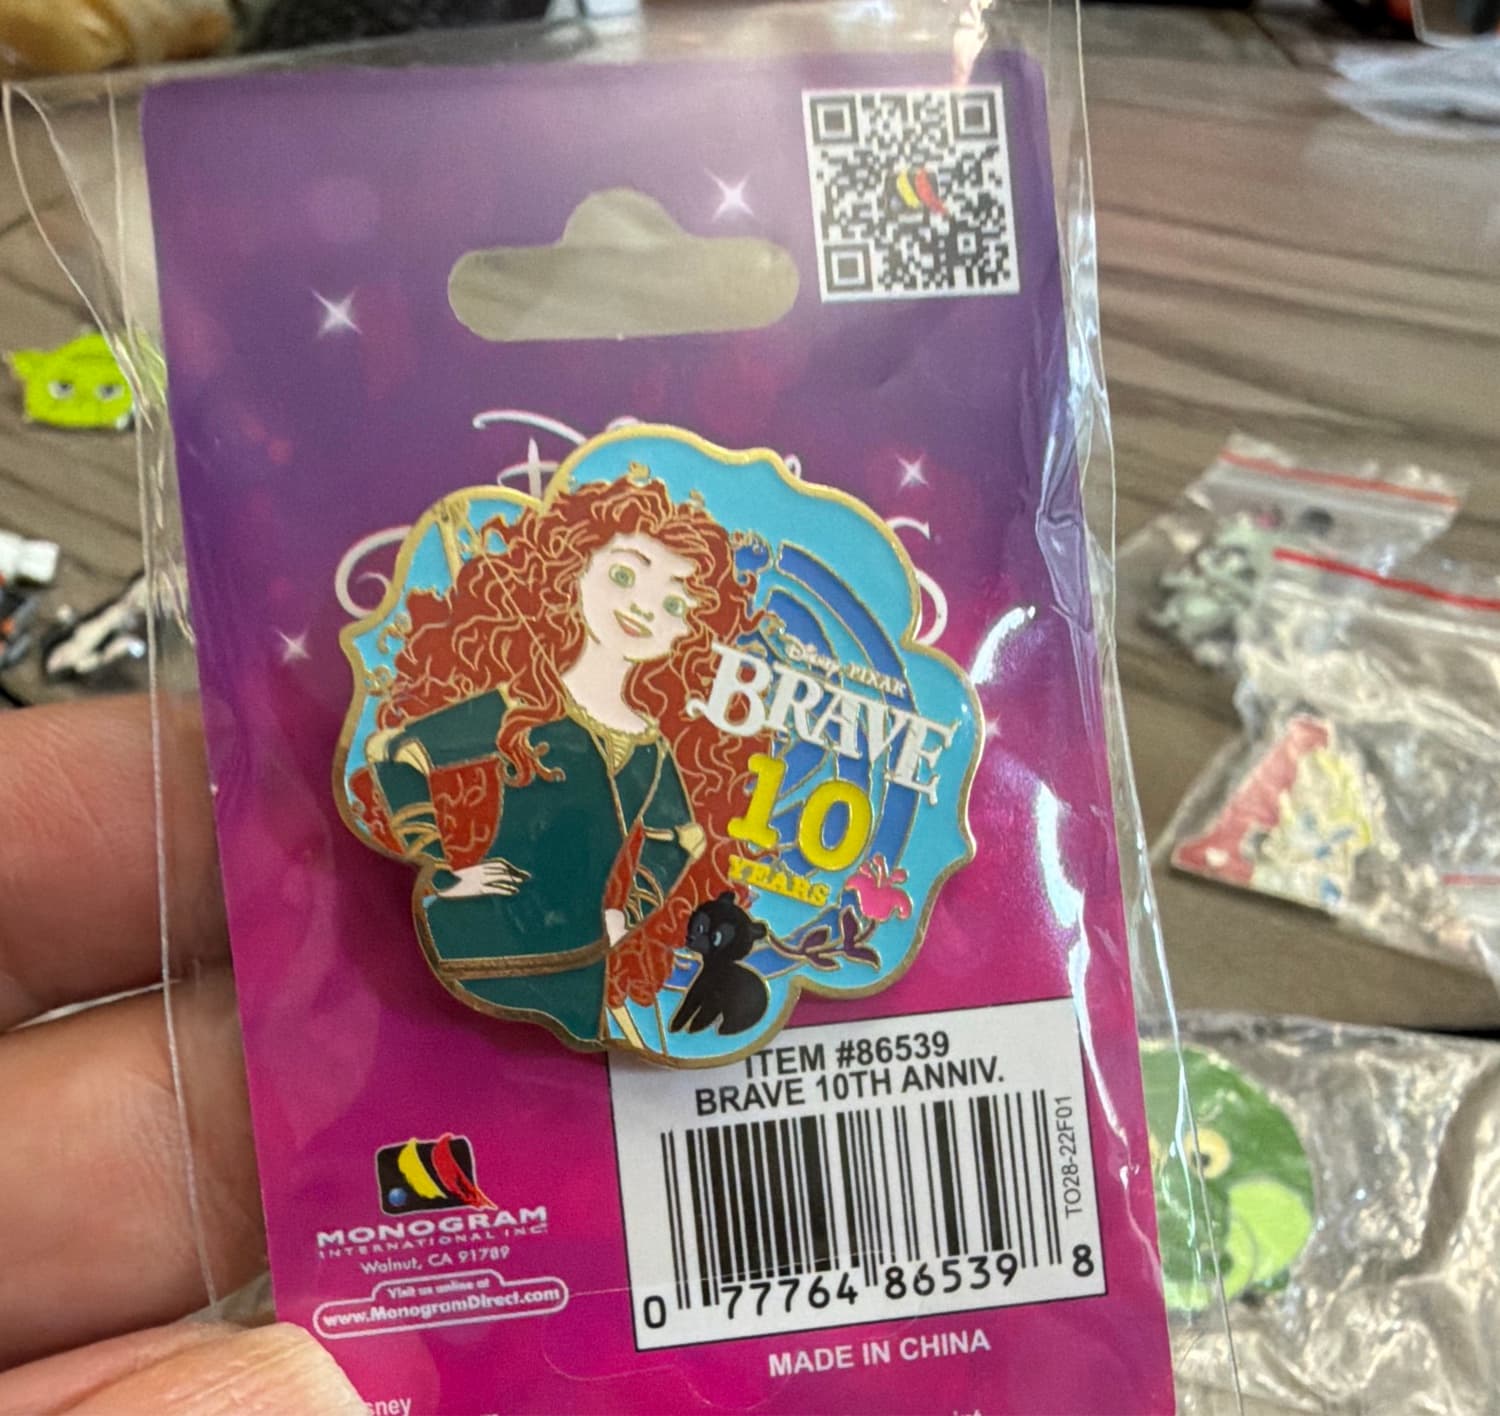 Disney PIXAR
BRAVE
10
YEARS
ITEM #86539
BRAVE 10TH ANNIV.
TO28-22F01
0 77764 86539 8
MADE IN CHINA
MONOGRAM
INTERNATIONAL INC.
Walnut, CA 91789
Visit us online at
www.MonogramDirect.com